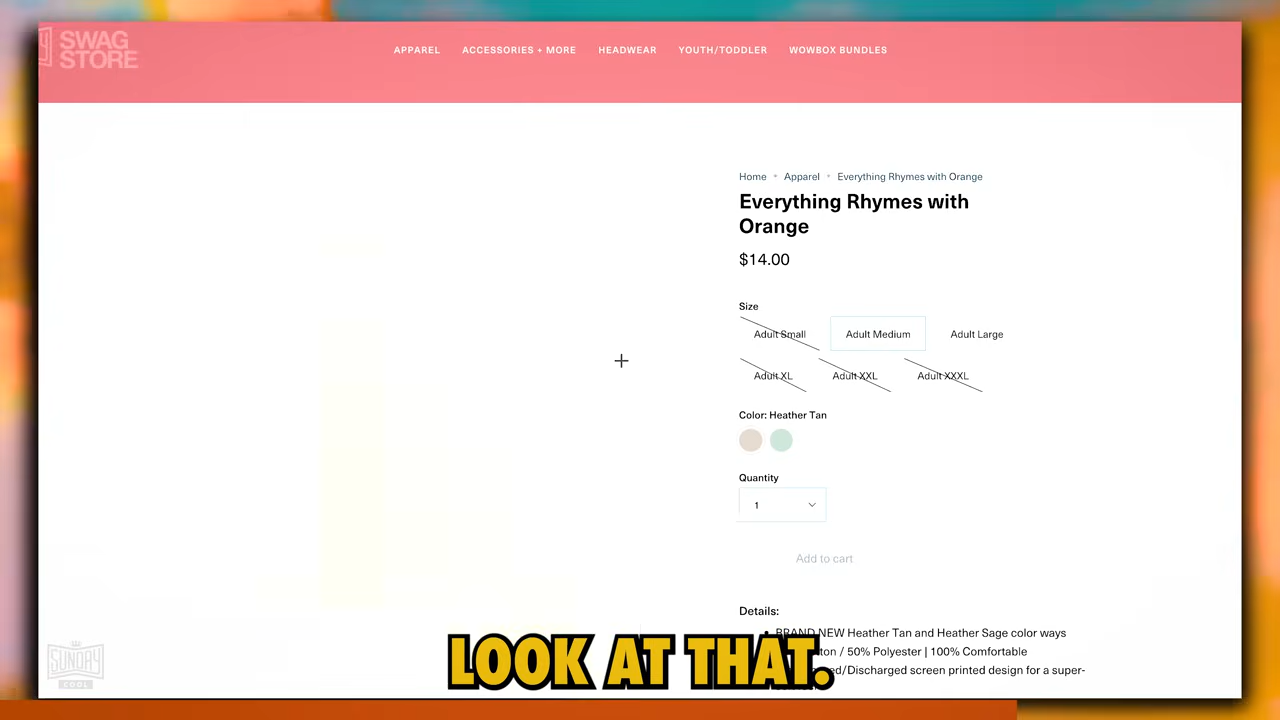 SWAG
STORE
APPAREL ACCESSORIES + MORE HEADWEAR YOUTH/TODDLER WOWBOX BUNDLES
Home • Apparel • Everything Rhymes with Orange
Everything Rhymes with
Orange
$14.00
Size
Adult Small Adult Medium Adult Large
Adult XL Adult XXL Adult XXXL
Color: Heather Tan
Quantity
1
Add to cart
Details:
• BRAND NEW Heather Tan and Heather Sage color ways
/ 50% Polyester | 100% Comfortable
/Discharged screen printed design for a super-
LOOK AT THAT.
SUNDAY
COOL